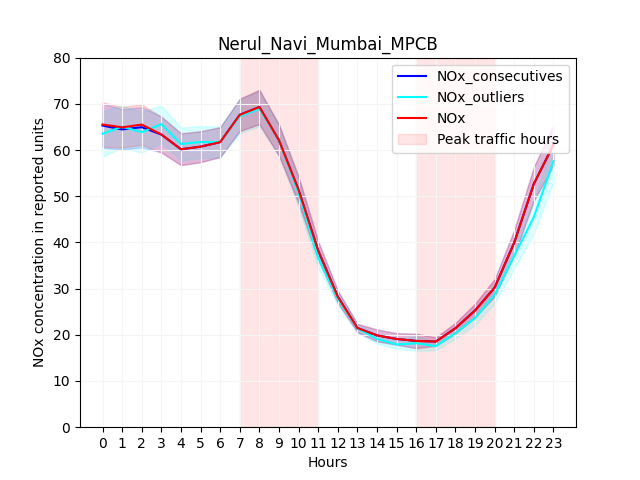 Nerul_Navi_Mumbai_MPCB
NOx concentration in reported units
80
70
60
50
40
30
20
10
0
NOx_consecutives
NOx_outliers
NOx
Peak traffic hours
0 1 2 3 4 5 6 7 8 9 10 11 12 13 14 15 16 17 18 19 20 21 22 23
Hours